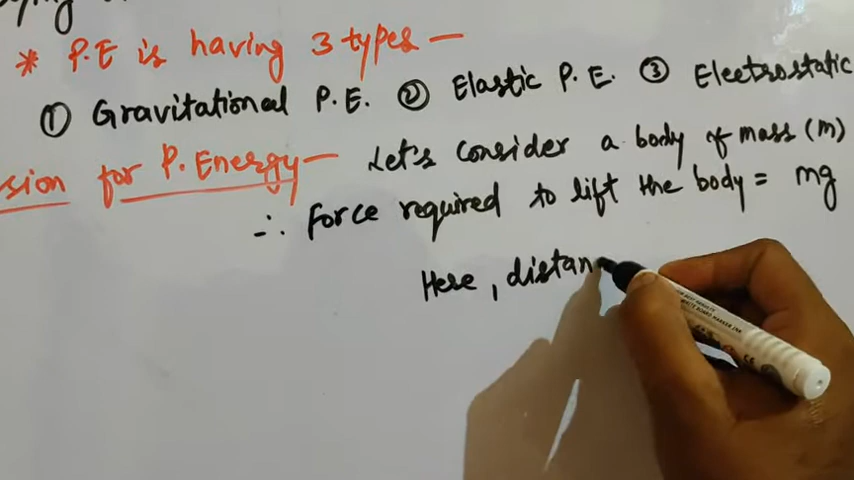 * P.E is having 3 types —
① Gravitational P.E. ② Elastic P.E. ③ Electrostatic
sion for P. Energy — Let's consider a body of mass (m)
∴ Force required to lift the body = mg
Here, distan